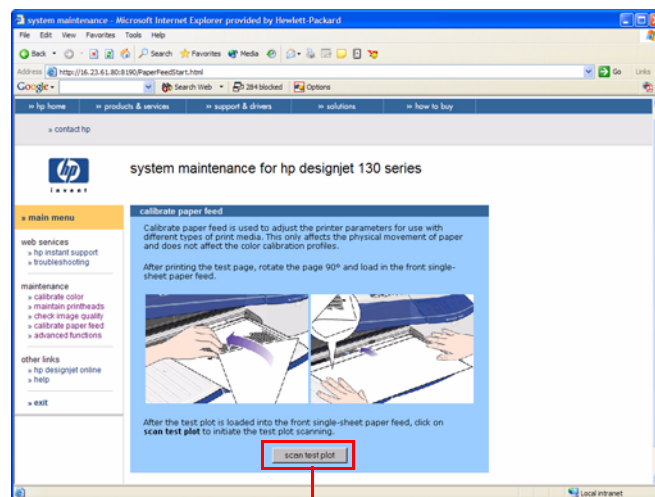 system maintenance - Microsoft Internet Explorer provided by Hewlett-Packard
File Edit View Favorites Tools Help
Back Search Favorites Media
Address http://16.23.61.80:8190/PaperFeedStart.html Go Links
Google Search Web 284 blocked Options
» hp home » products & services » support & drivers » solutions » how to buy
» contact hp
hp
invent
system maintenance for hp designjet 130 series
» main menu
web services
» hp instant support
» troubleshooting
maintenance
» calibrate color
» maintain printheads
» check image quality
» calibrate paper feed
» advanced functions
other links
» hp designjet online
» help
» exit
calibrate paper feed
Calibrate paper feed is used to adjust the printer parameters for use with
different types of print media. This only affects the physical movement of paper
and does not affect the color calibration profiles.
After printing the test page, rotate the page 90º and load in the front single-
sheet paper feed.
After the test plot is loaded into the front single-sheet paper feed, click on
scan test plot to initiate the test plot scanning.
scan test plot
Local intranet